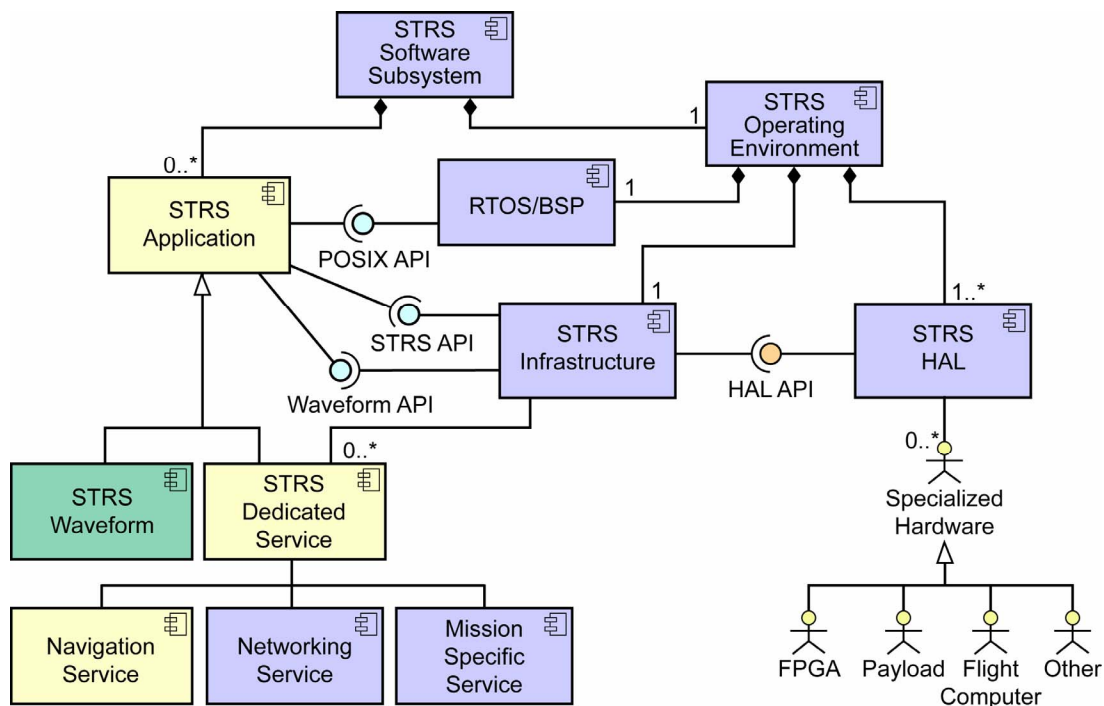 STRS
Software
Subsystem
STRS
Operating
Environment
1
0..*
STRS
Application
RTOS/BSP
1
POSIX API
1
1..*
STRS API
STRS
Infrastructure
STRS
HAL
HAL API
Waveform API
0..*
0..*
STRS
Waveform
STRS
Dedicated
Service
Specialized
Hardware
Navigation
Service
Networking
Service
Mission
Specific
Service
FPGA
Payload
Flight
Computer
Other